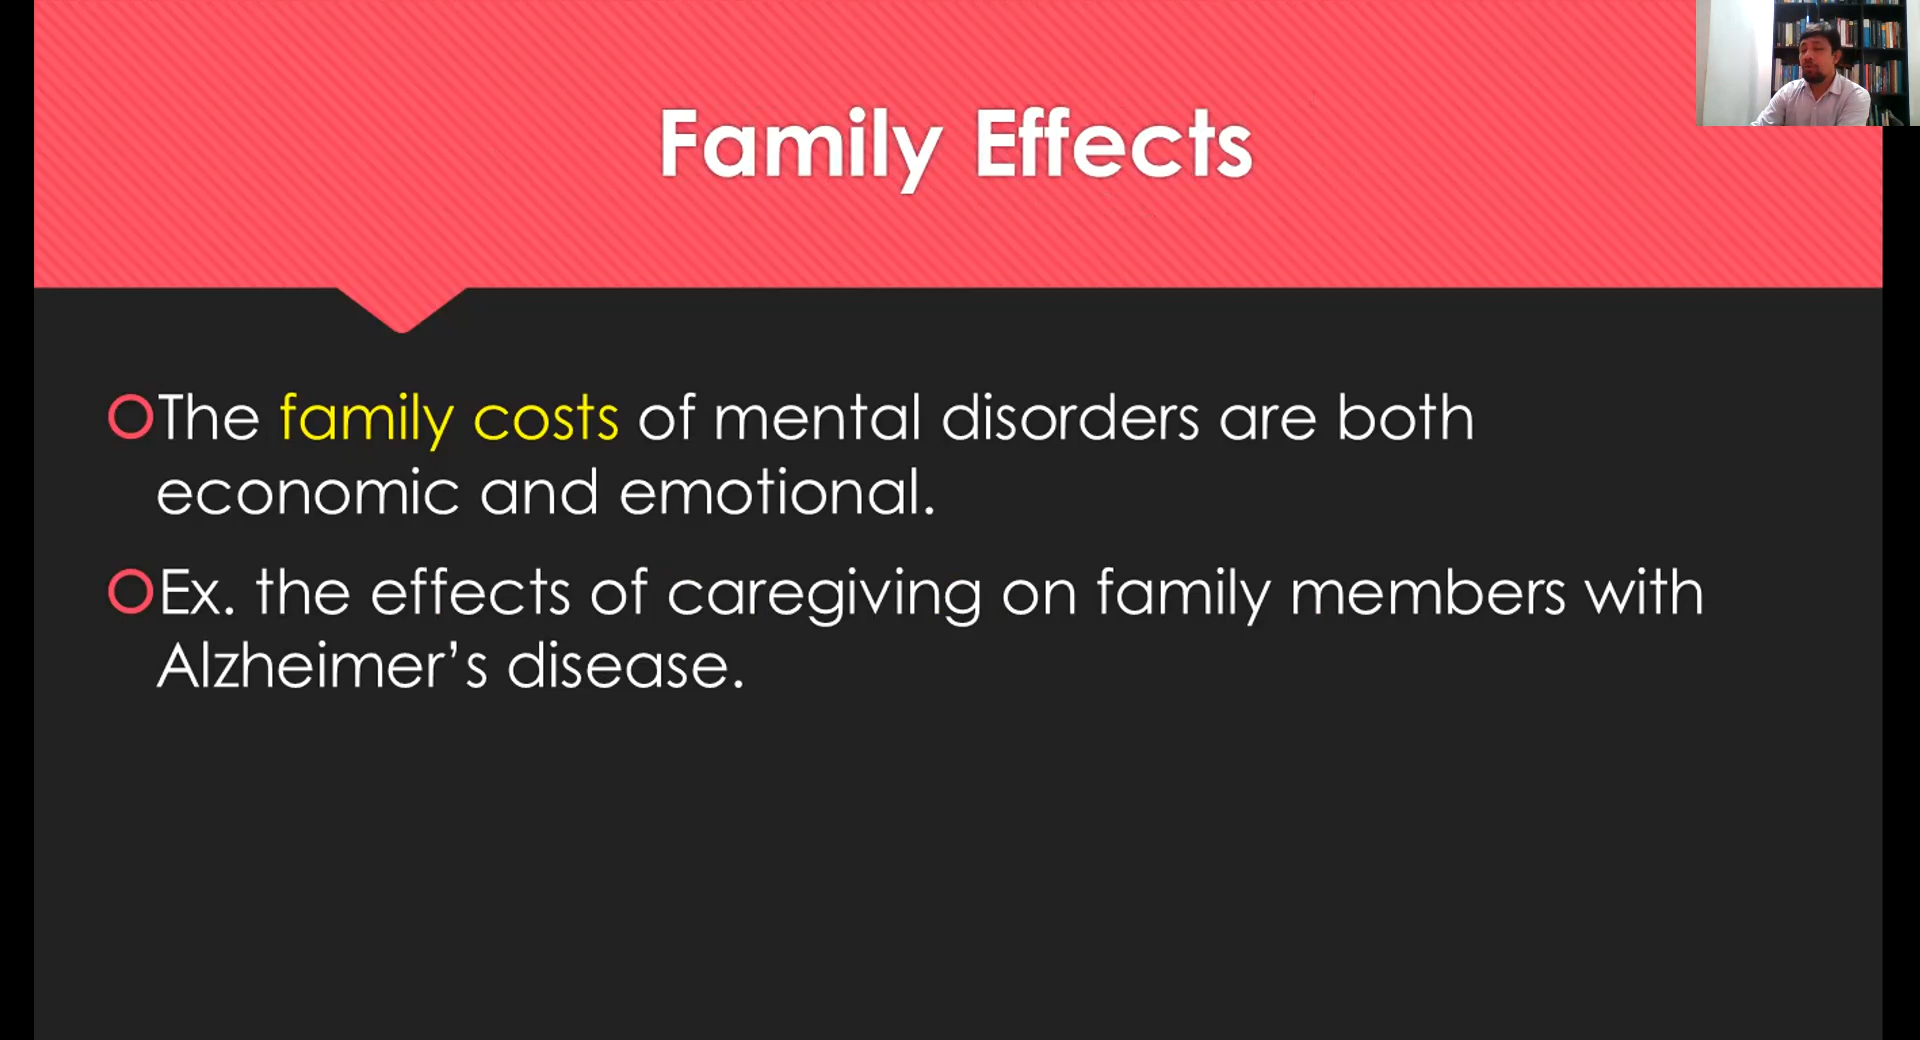 Family Effects
The family costs of mental disorders are both
economic and emotional.
Ex. the effects of caregiving on family members with
Alzheimer’s disease.